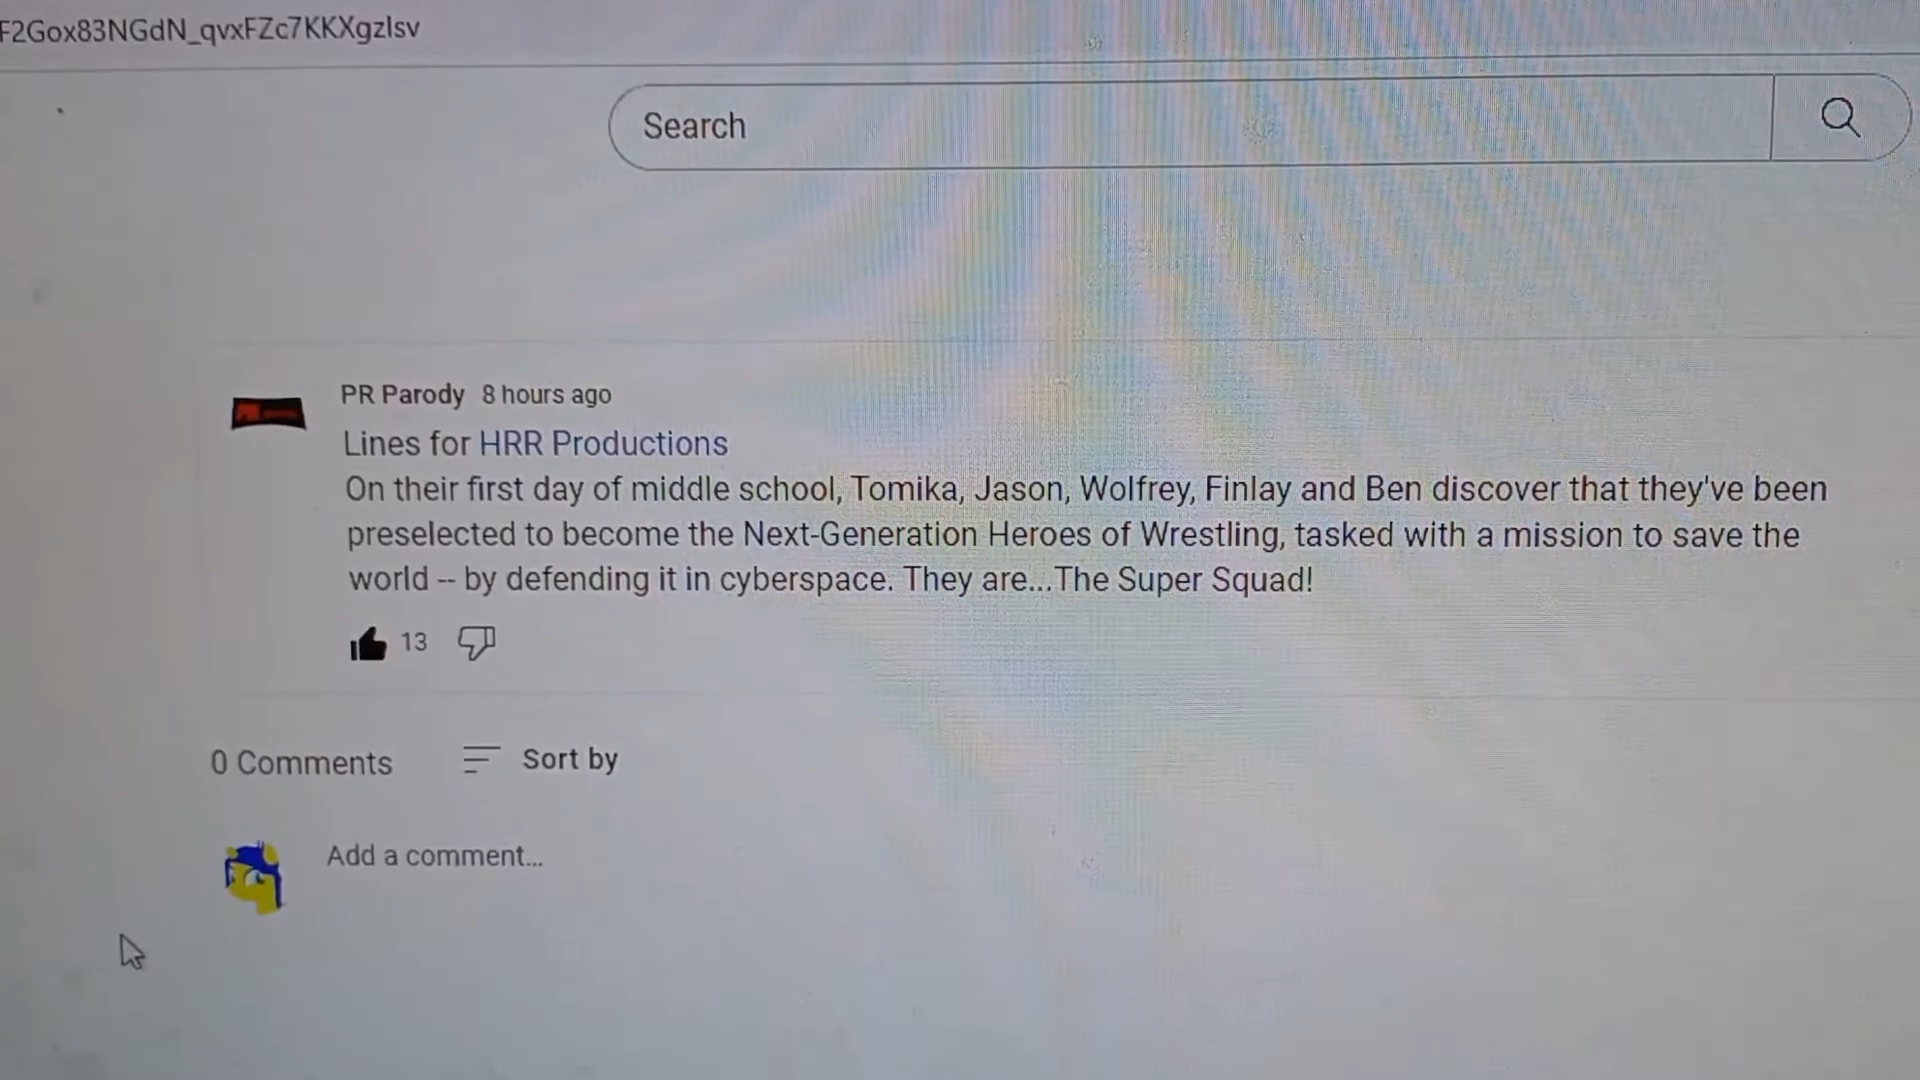 F2Gox83NGdN_qvxFZc7KKXgzlsv
Search
PR Parody 8 hours ago
Lines for HRR Productions
On their first day of middle school, Tomika, Jason, Wolfrey, Finlay and Ben discover that they've been
preselected to become the Next-Generation Heroes of Wrestling, tasked with a mission to save the
world -- by defending it in cyberspace. They are...The Super Squad!
13
0 Comments Sort by
Add a comment...